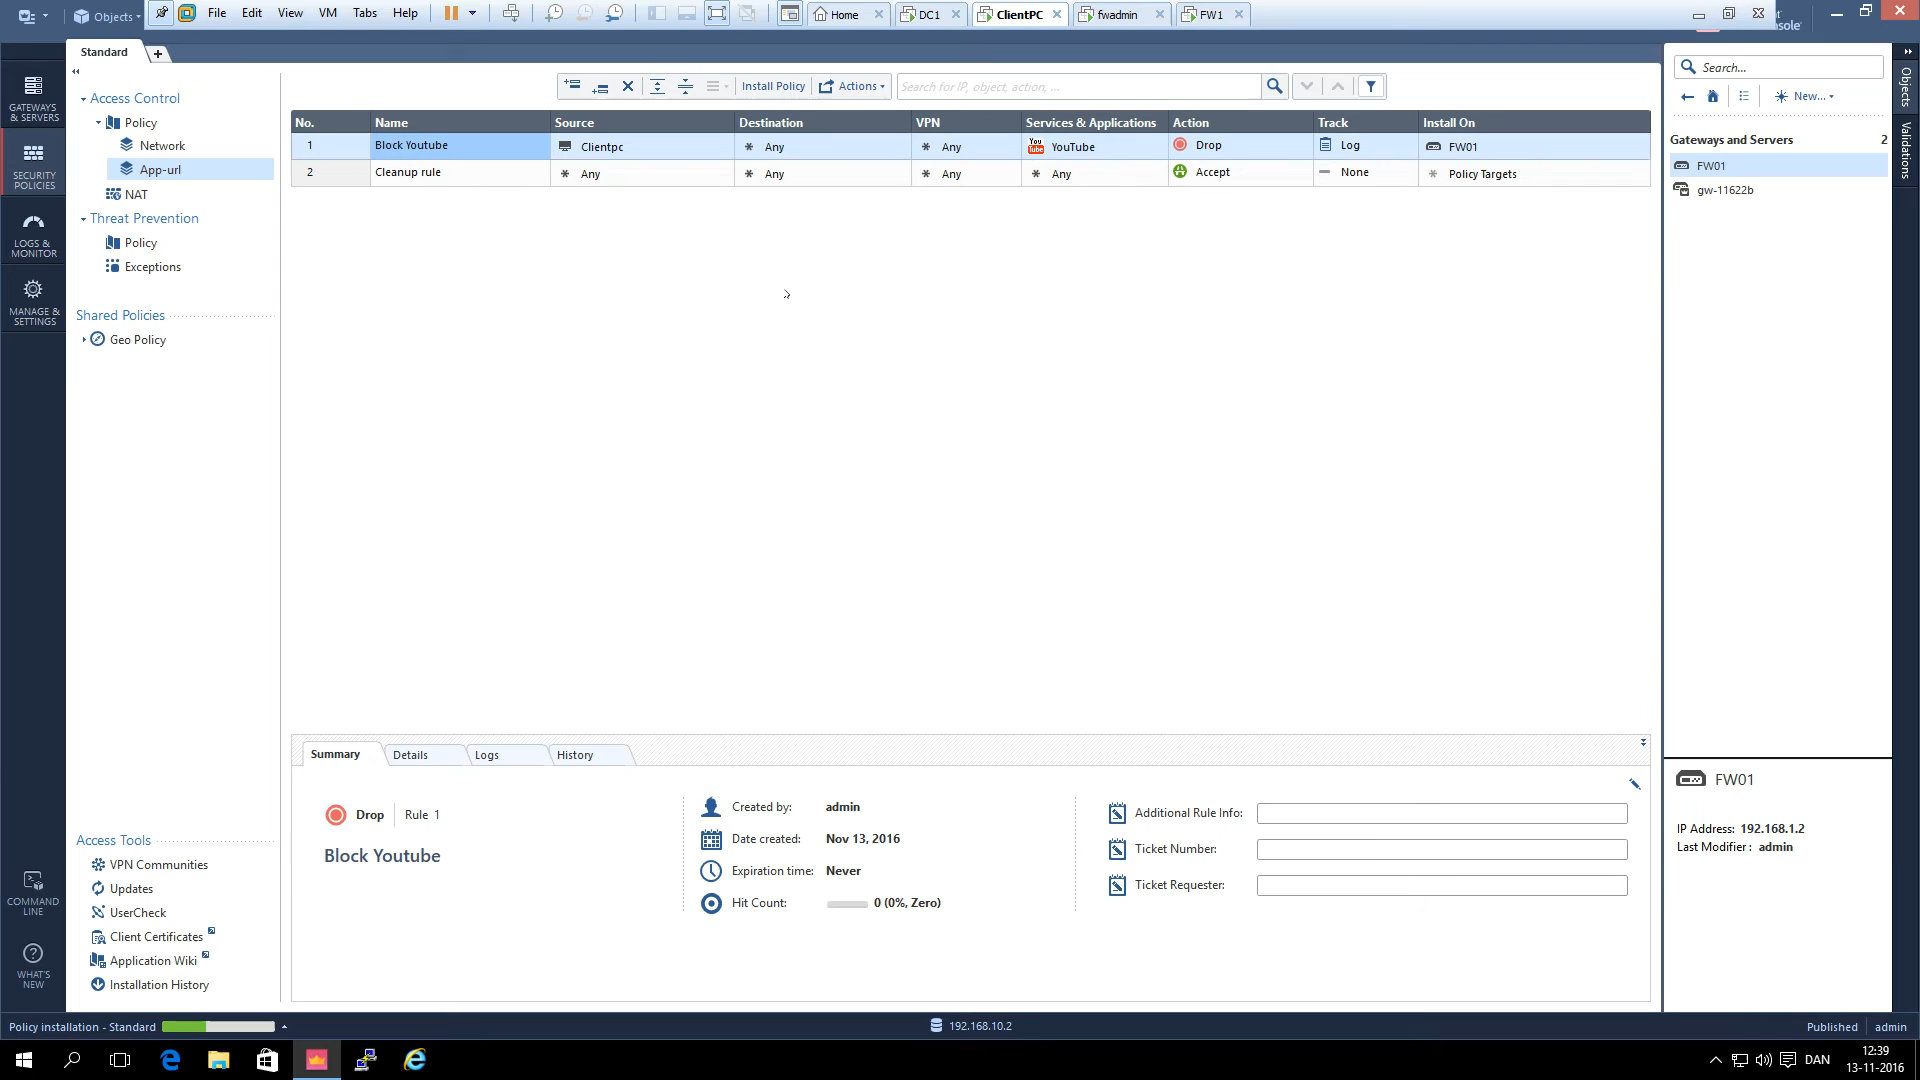 File Edit View VM Tabs Help Home DC1 ClientPC fwadmin FW1
Objects
Standard
GATEWAYS & SERVERS
SECURITY POLICIES
LOGS & MONITOR
MANAGE & SETTINGS
COMMAND LINE
WHAT'S NEW
Access Control
Policy
Network
App-url
NAT
Threat Prevention
Policy
Exceptions
Shared Policies
Geo Policy
Access Tools
VPN Communities
Updates
UserCheck
Client Certificates
Application Wiki
Installation History
Install Policy Actions Search for IP, object, action, ...
No. Name Source Destination VPN Services & Applications Action Track Install On
1 Block Youtube Clientpc Any Any YouTube Drop Log FW01
2 Cleanup rule Any Any Any Any Accept None Policy Targets
Summary Details Logs History
Drop Rule 1
Block Youtube
Created by: admin
Date created: Nov 13, 2016
Expiration time: Never
Hit Count: 0 (0%, Zero)
Additional Rule Info:
Ticket Number:
Ticket Requester:
Search...
New...
Gateways and Servers 2
FW01
gw-11622b
FW01
IP Address: 192.168.1.2
Last Modifier : admin
Objects
Validations
Policy installation - Standard 192.168.10.2 Published admin
DAN
12:39
13-11-2016